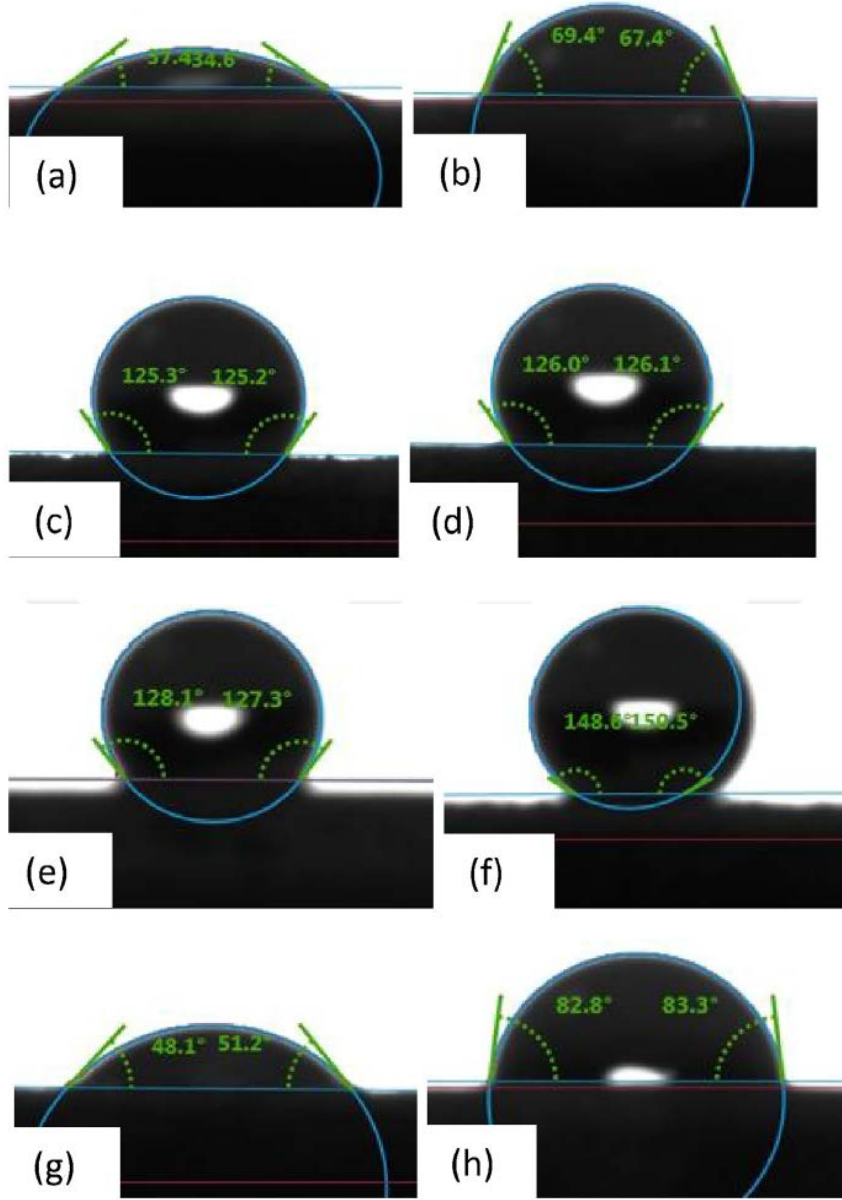 37.4 34.6
(a)
69.4° 67.4°
(b)
125.3° 125.2°
(c)
126.0° 126.1°
(d)
128.1° 127.3°
(e)
148.6° 150.5°
(f)
48.1° 51.2°
(g)
82.8° 83.3°
(h)